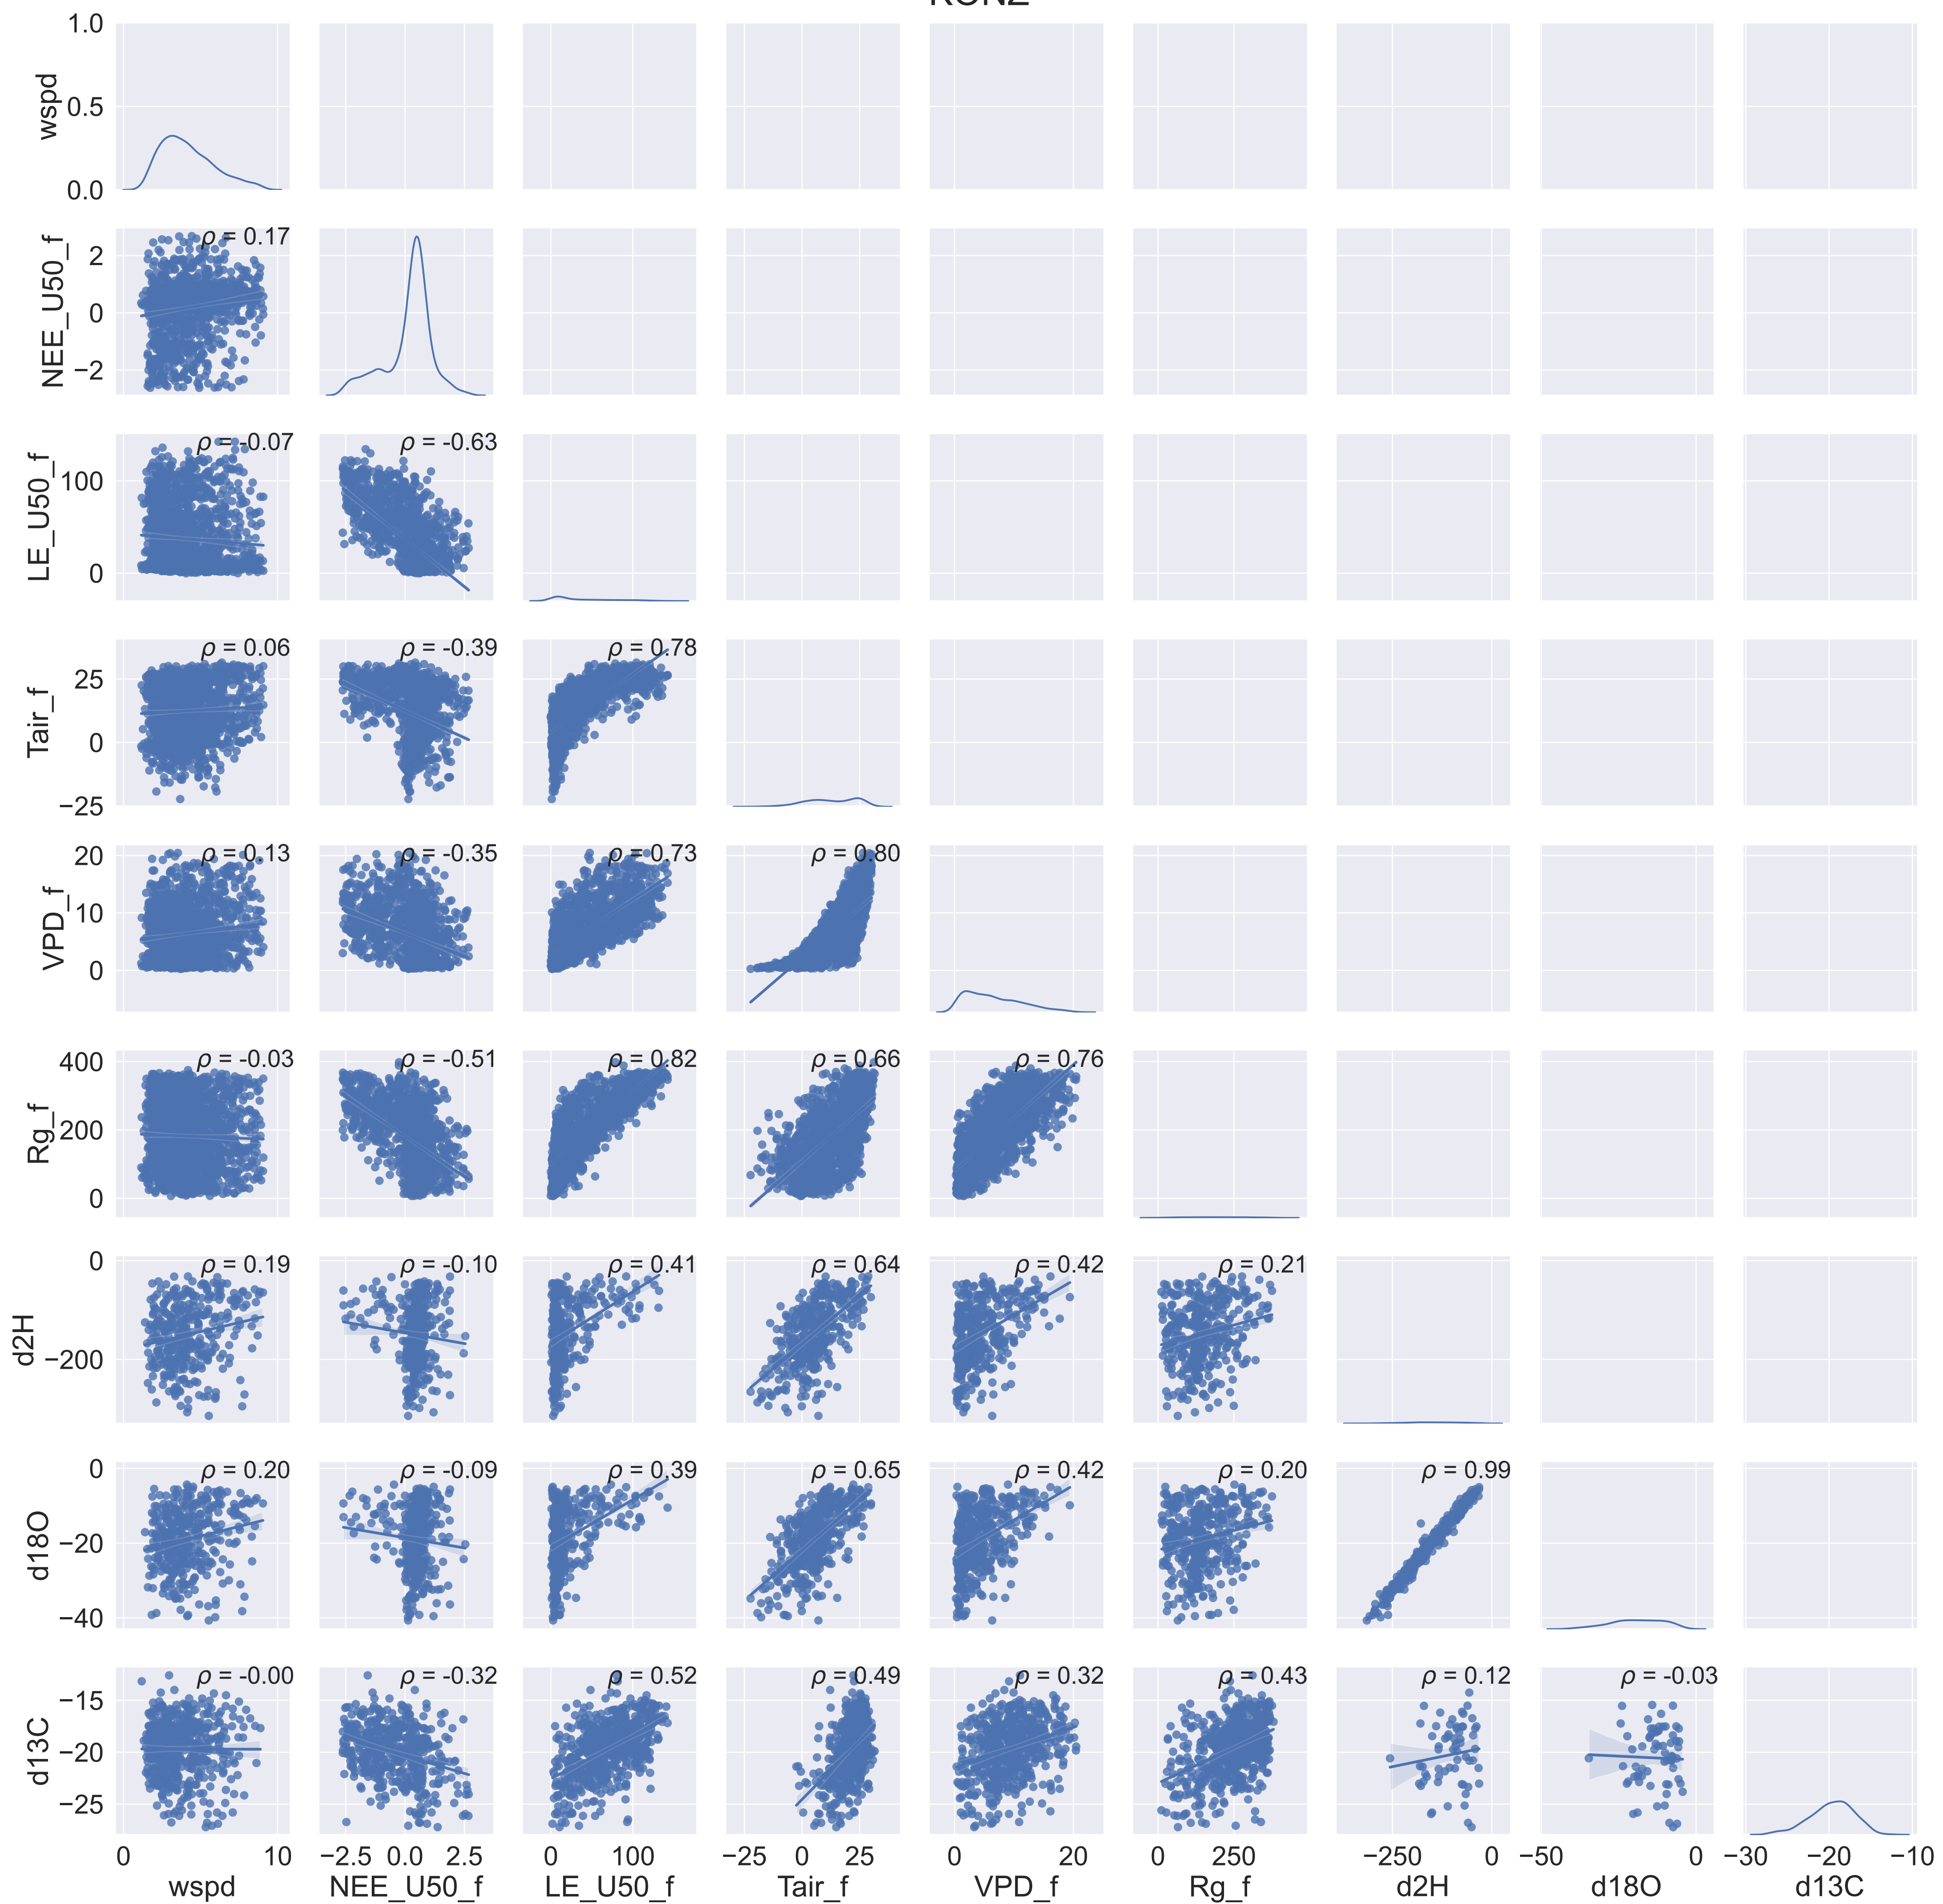 KONZ
1.0
wspd
0.5
0.0
ρ = 0.17
NEE_U50_f
2
0
−2
ρ = -0.07 ρ = -0.63
LE_U50_f
100
0
ρ = 0.06 ρ = -0.39 ρ = 0.78
Tair_f
25
0
−25
ρ = 0.13 ρ = -0.35 ρ = 0.73 ρ = 0.80
VPD_f
20
10
0
ρ = -0.03 ρ = -0.51 ρ = 0.82 ρ = 0.66 ρ = 0.76
Rg_f
400
200
0
ρ = 0.19 ρ = -0.10 ρ = 0.41 ρ = 0.64 ρ = 0.42 ρ = 0.21
d2H
0
−200
ρ = 0.20 ρ = -0.09 ρ = 0.39 ρ = 0.65 ρ = 0.42 ρ = 0.20 ρ = 0.99
d18O
0
−20
−40
ρ = -0.00 ρ = -0.32 ρ = 0.52 ρ = 0.49 ρ = 0.32 ρ = 0.43 ρ = 0.12 ρ = -0.03
d13C
−15
−20
−25
0 10 −2.5 0.0 2.5 0 100 −25 0 25 0 20 0 250 −250 0 −50 0 −30 −20 −10
wspd NEE_U50_f LE_U50_f Tair_f VPD_f Rg_f d2H d18O d13C